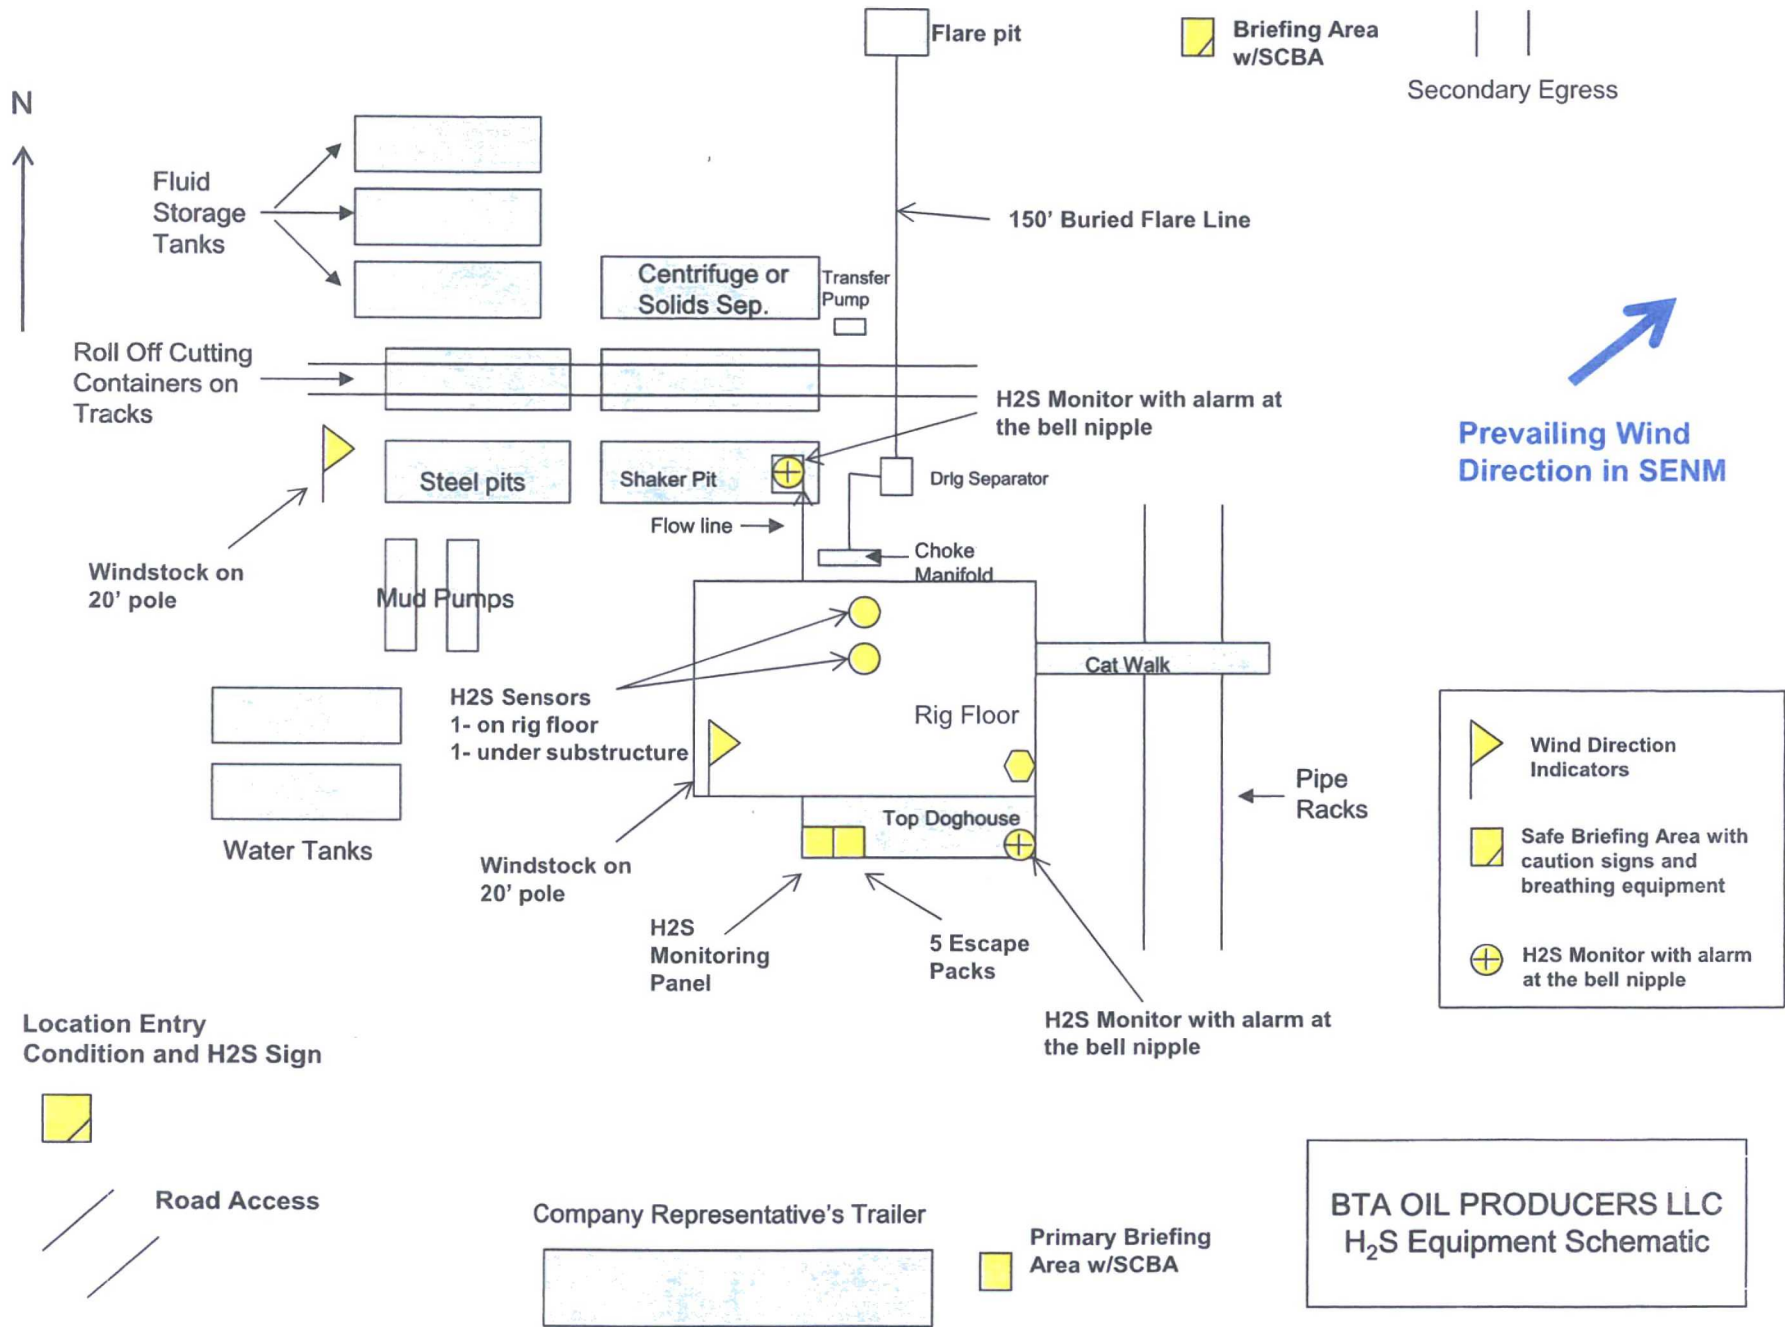 Flare pit
Briefing Area
w/SCBA
Secondary Egress
N
Fluid
Storage
Tanks
150' Buried Flare Line
Centrifuge or
Solids Sep.
Transfer
Pump
Roll Off Cutting
Containers on
Tracks
H2S Monitor with alarm at
the bell nipple
Prevailing Wind
Direction in SENM
Steel pits
Shaker Pit
Drlg Separator
Flow line
Choke
Manifold
Windstock on
20' pole
Mud Pumps
Cat Walk
H2S Sensors
1- on rig floor
1- under substructure
Rig Floor
Wind Direction
Indicators
Pipe
Racks
Top Doghouse
Safe Briefing Area with
caution signs and
breathing equipment
Water Tanks
Windstock on
20' pole
H2S
Monitoring
Panel
5 Escape
Packs
H2S Monitor with alarm
at the bell nipple
H2S Monitor with alarm at
the bell nipple
Location Entry
Condition and H2S Sign
Road Access
Company Representative's Trailer
Primary Briefing
Area w/SCBA
BTA OIL PRODUCERS LLC
H₂S Equipment Schematic